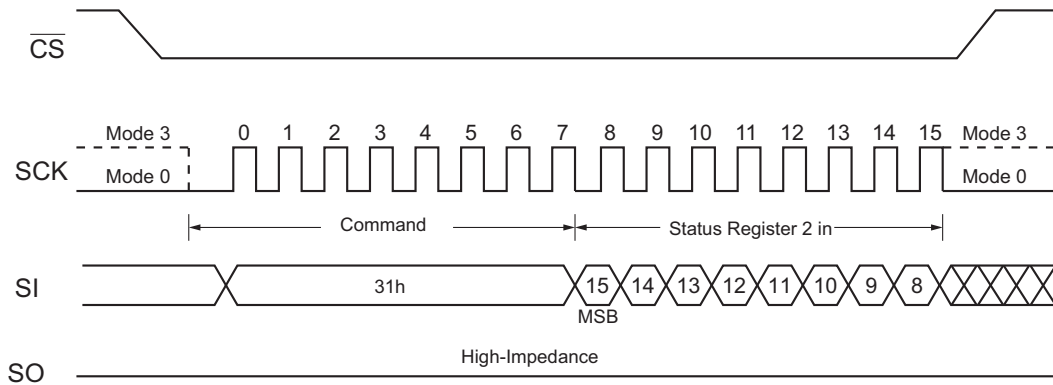 CS
Mode 3 0 1 2 3 4 5 6 7 8 9 10 11 12 13 14 15 Mode 3
SCK Mode 0 Mode 0
Command Status Register 2 in
SI 31h 15 14 13 12 11 10 9 8
MSB
High-Impedance
SO